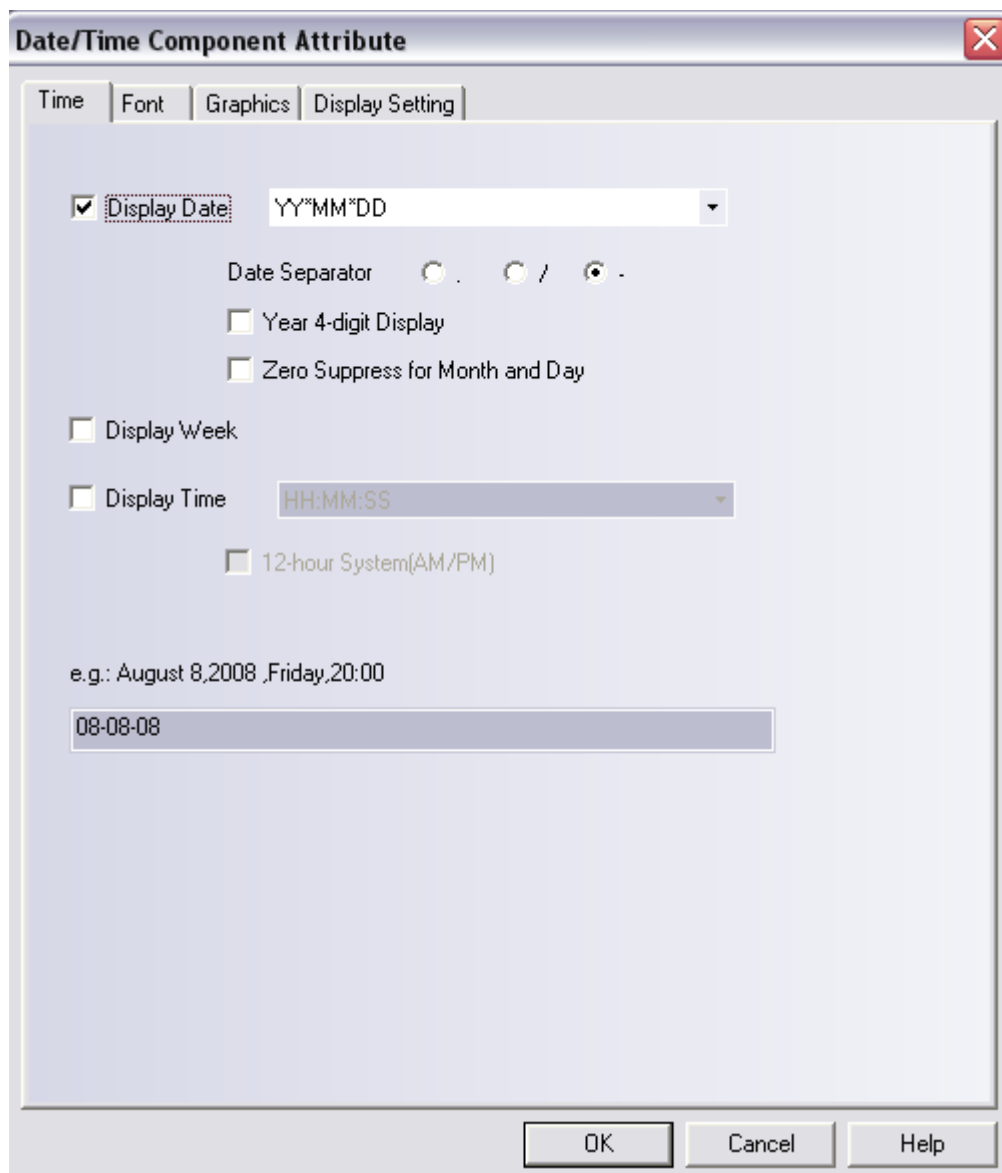 Date/Time Component Attribute
Time Font Graphics Display Setting
Display Date YY*MM*DD
Date Separator . / -
Year 4-digit Display
Zero Suppress for Month and Day
Display Week
Display Time HH:MM:SS
12-hour System(AM/PM)
e.g.: August 8,2008 ,Friday,20:00
08-08-08
OK Cancel Help